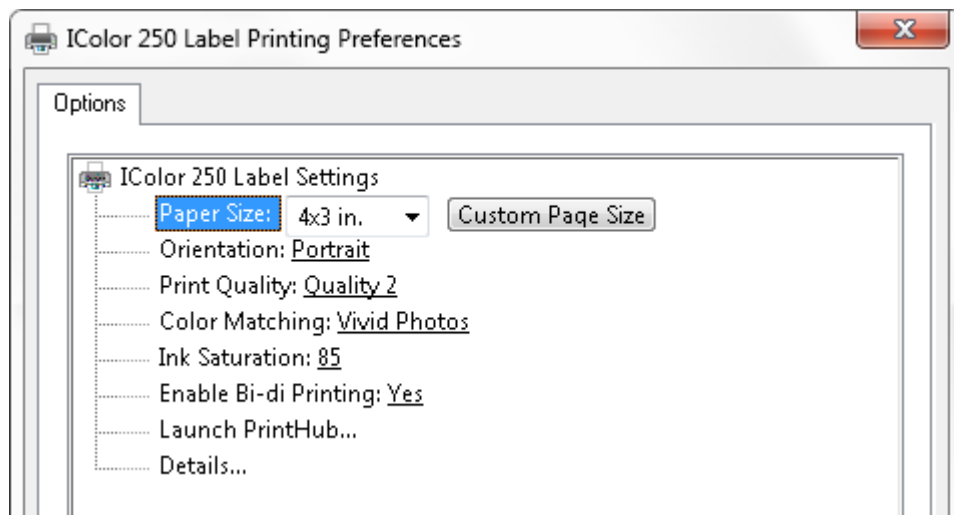 IColor 250 Label Printing Preferences
Options
IColor 250 Label Settings
Paper Size: 4x3 in. Custom Page Size
Orientation: Portrait
Print Quality: Quality 2
Color Matching: Vivid Photos
Ink Saturation: 85
Enable Bi-di Printing: Yes
Launch PrintHub...
Details...